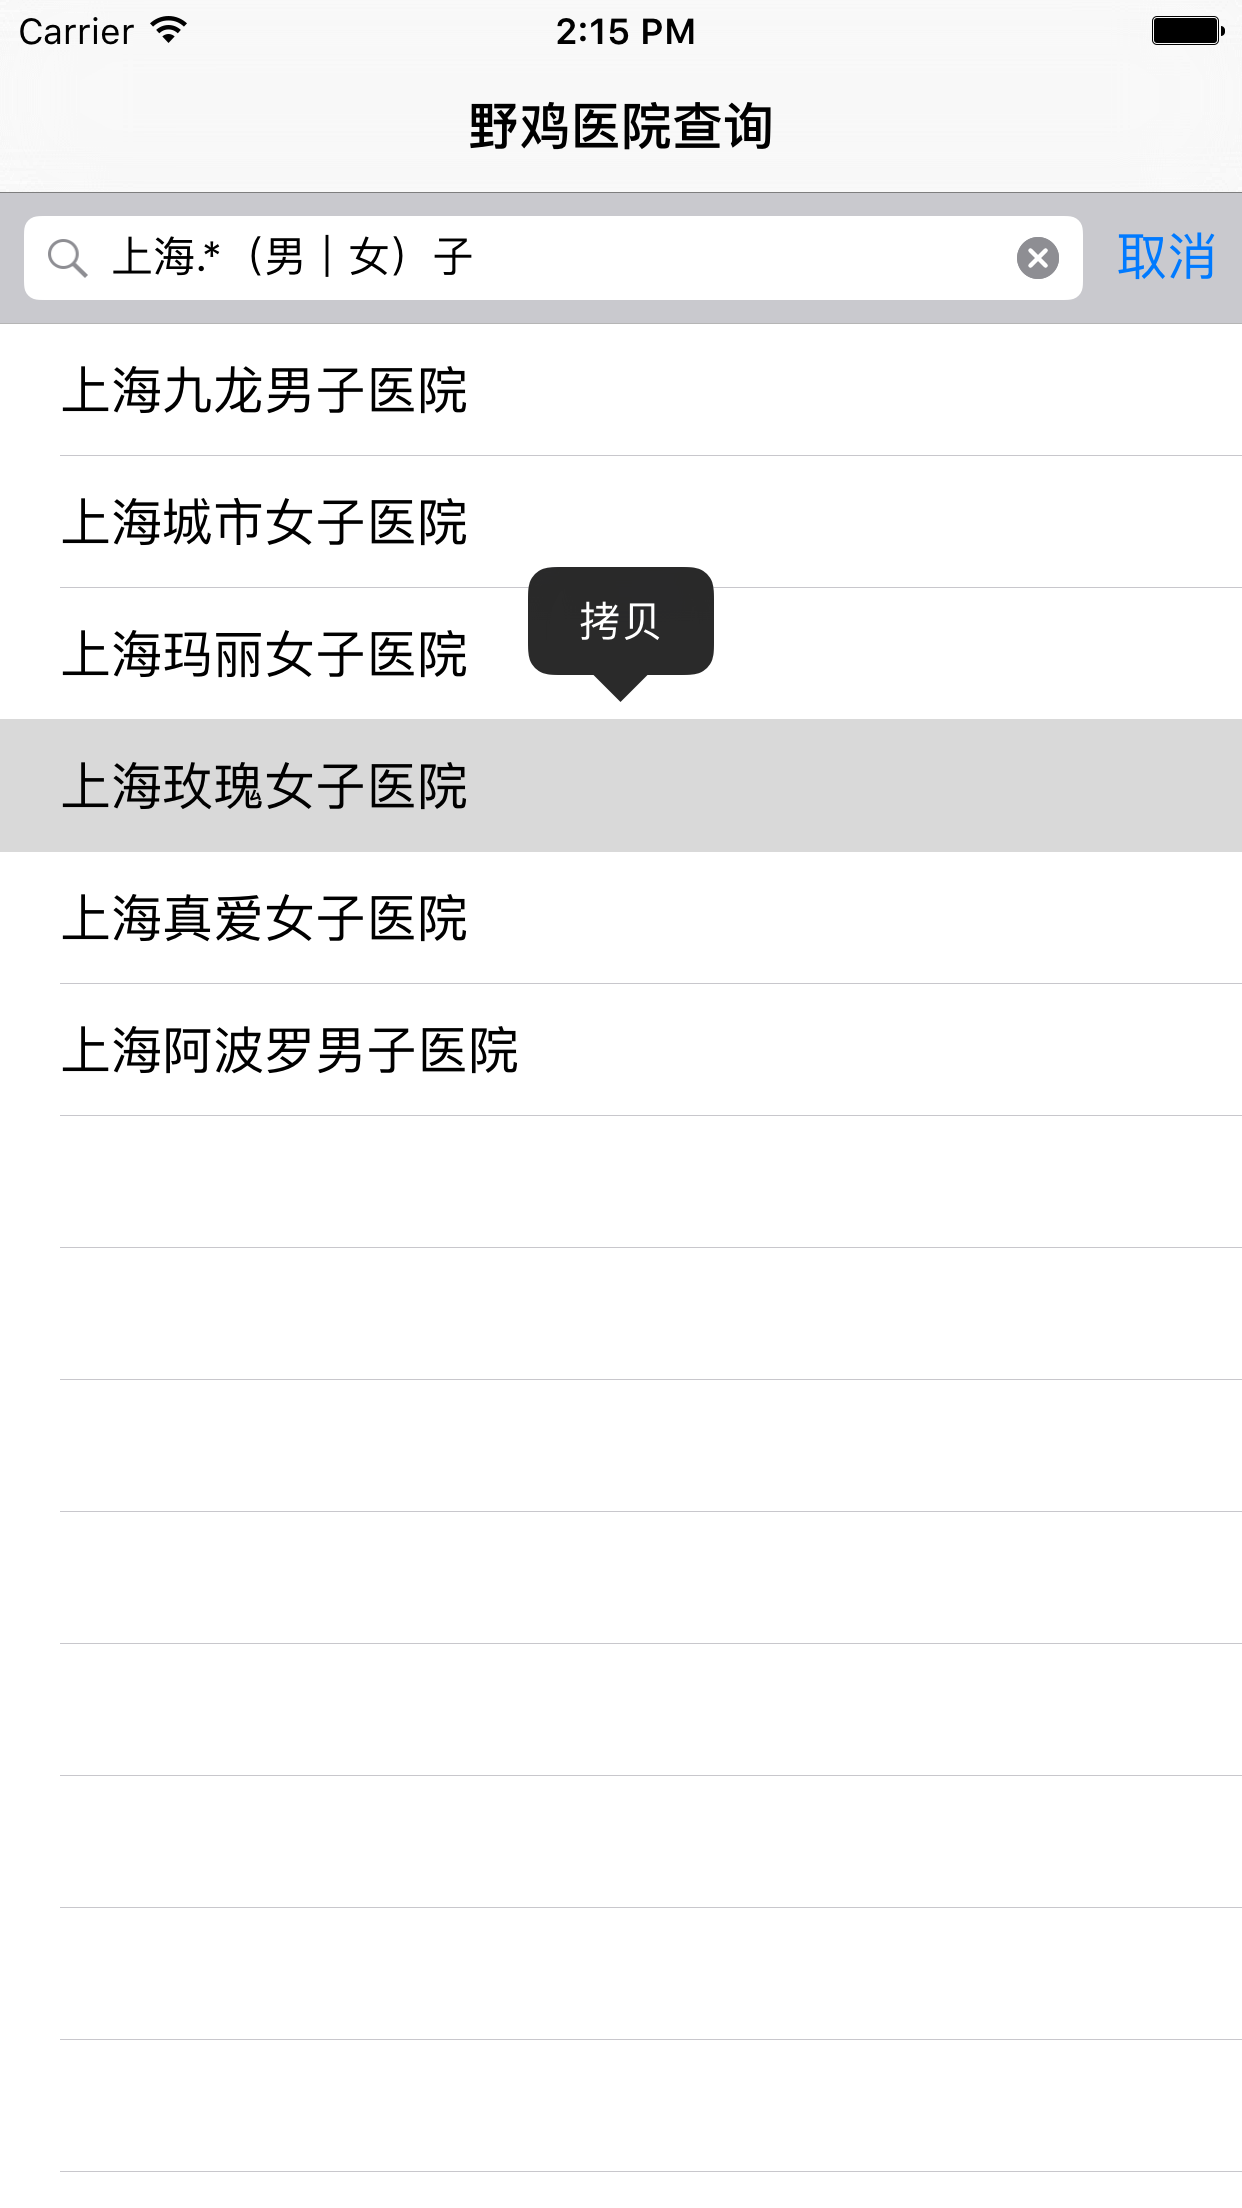 Carrier 2:15 PM
野鸡医院查询
上海.*（男｜女）子 取消
上海九龙男子医院
上海城市女子医院
拷贝
上海玛丽女子医院
上海玫瑰女子医院
上海真爱女子医院
上海阿波罗男子医院